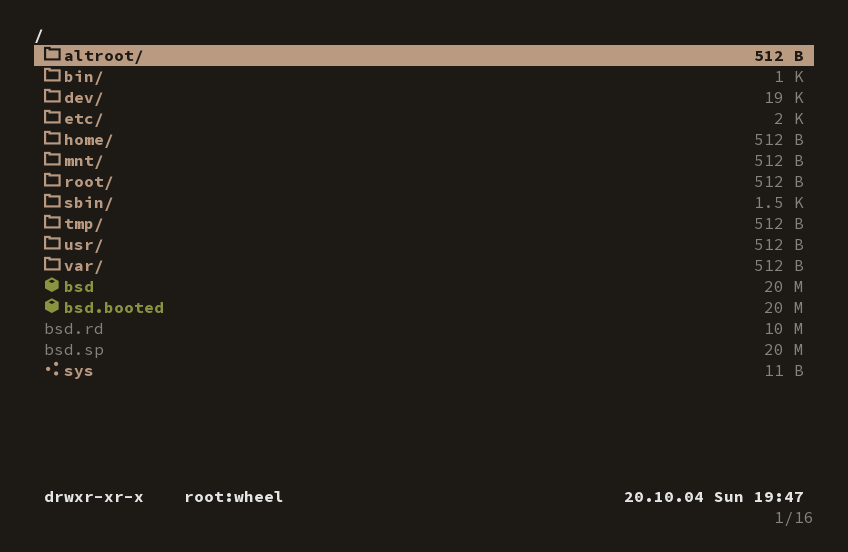 /
altroot/ 512 B
bin/ 1 K
dev/ 19 K
etc/ 2 K
home/ 512 B
mnt/ 512 B
root/ 512 B
sbin/ 1.5 K
tmp/ 512 B
usr/ 512 B
var/ 512 B
bsd 20 M
bsd.booted 20 M
bsd.rd 10 M
bsd.sp 20 M
sys 11 B
drwxr-xr-x root:wheel 20.10.04 Sun 19:47
1/16